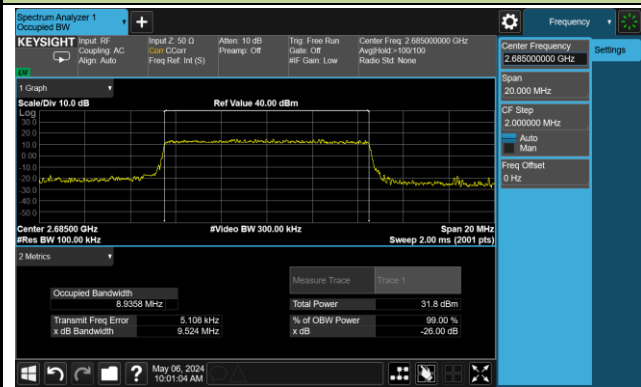 Spectrum Analyzer 1
Occupied BW
Frequency
KEYSIGHT
Input: RF
Coupling: AC
Align: Auto
Input Z: 50 Ω
Corr CCorr
Freq Ref: Int (S)
Atten: 10 dB
Preamp: Off
Trig: Free Run
Gate: Off
#IF Gain: Low
Center Freq: 2.685000000 GHz
Avg|Hold:>100/100
Radio Std: None
Center Frequency
2.685000000 GHz
Settings
Span
20.000 MHz
CF Step
2.000000 MHz
Auto
Man
Freq Offset
0 Hz
1 Graph
Scale/Div 10.0 dB
Ref Value 40.00 dBm
Log
30.0
20.0
10.0
0.00
-10.0
-20.0
-30.0
-40.0
-50.0
Center 2.68500 GHz
#Video BW 300.00 kHz
Span 20 MHz
#Res BW 100.00 kHz
Sweep 2.00 ms (2001 pts)
2 Metrics
Measure Trace
Trace 1
Occupied Bandwidth
8.9358 MHz
Total Power
31.8 dBm
Transmit Freq Error
5.108 kHz
% of OBW Power
99.00 %
x dB Bandwidth
9.524 MHz
x dB
-26.00 dB
?
May 06, 2024
10:01:04 AM